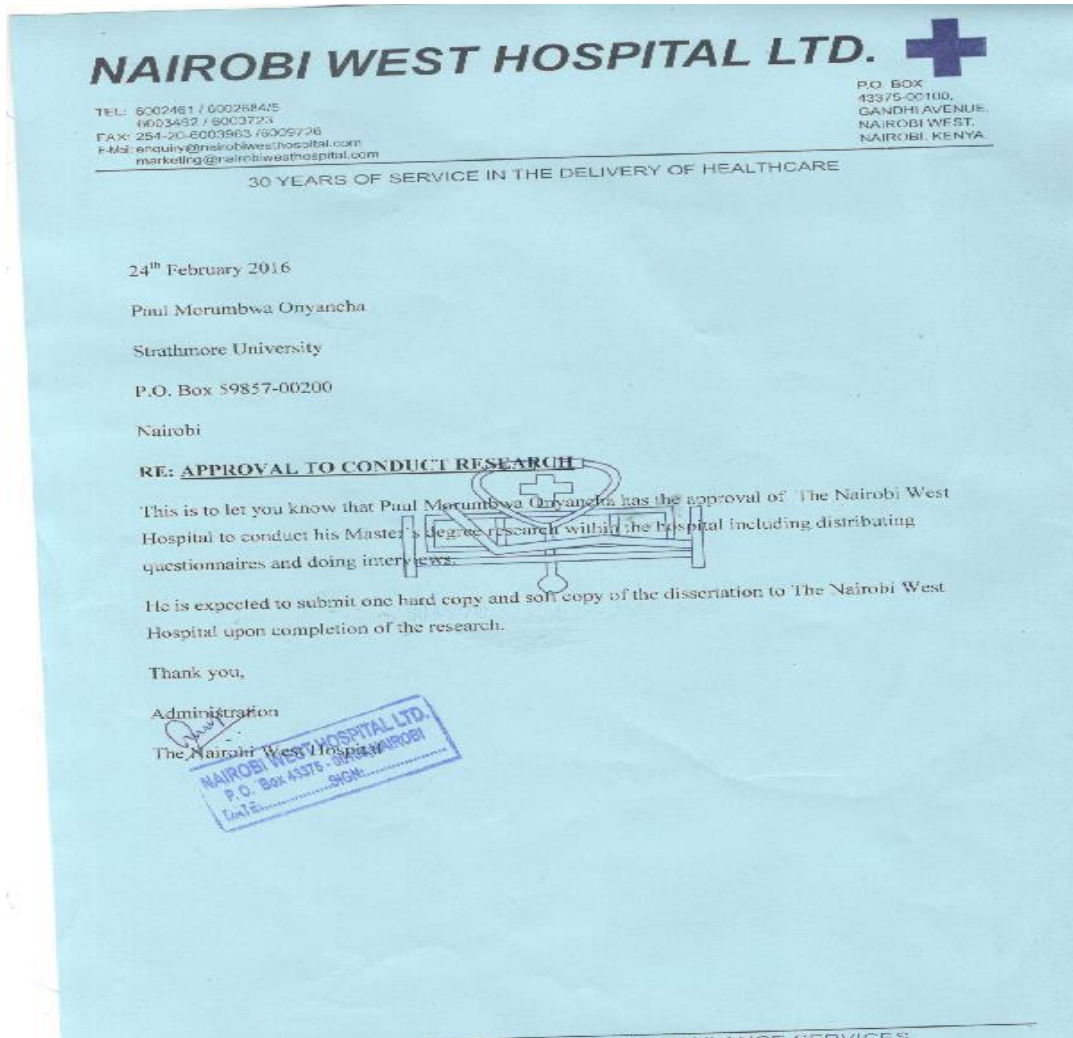 NAIROBI WEST HOSPITAL LTD.
TEL: 6002461 / 6002684/5
6003492 / 6003723
FAX: 254-20-6003963 /6009726
E-Mail: enquiry@nairobiwesthospital.com
marketing@nairobiwesthospital.com
P.O. BOX
43375-00100,
GANDHI AVENUE,
NAIROBI WEST.
NAIROBI. KENYA.
30 YEARS OF SERVICE IN THE DELIVERY OF HEALTHCARE
24th February 2016
Paul Morumbwa Onyancha
Strathmore University
P.O. Box 59857-00200
Nairobi
RE: APPROVAL TO CONDUCT RESEARCH
This is to let you know that Paul Morumbwa Onyancha has the approval of The Nairobi West
Hospital to conduct his Master's degree research within the hospital including distributing
questionnaires and doing interviews.
He is expected to submit one hard copy and soft copy of the dissertation to The Nairobi West
Hospital upon completion of the research.
Thank you,
Administration
The Nairobi West Hospital
NAIROBI WEST HOSPITAL LTD.
P. O. Box 43375 - 00100, NAIROBI
DATE:...............SIGN:...............
SERVICES